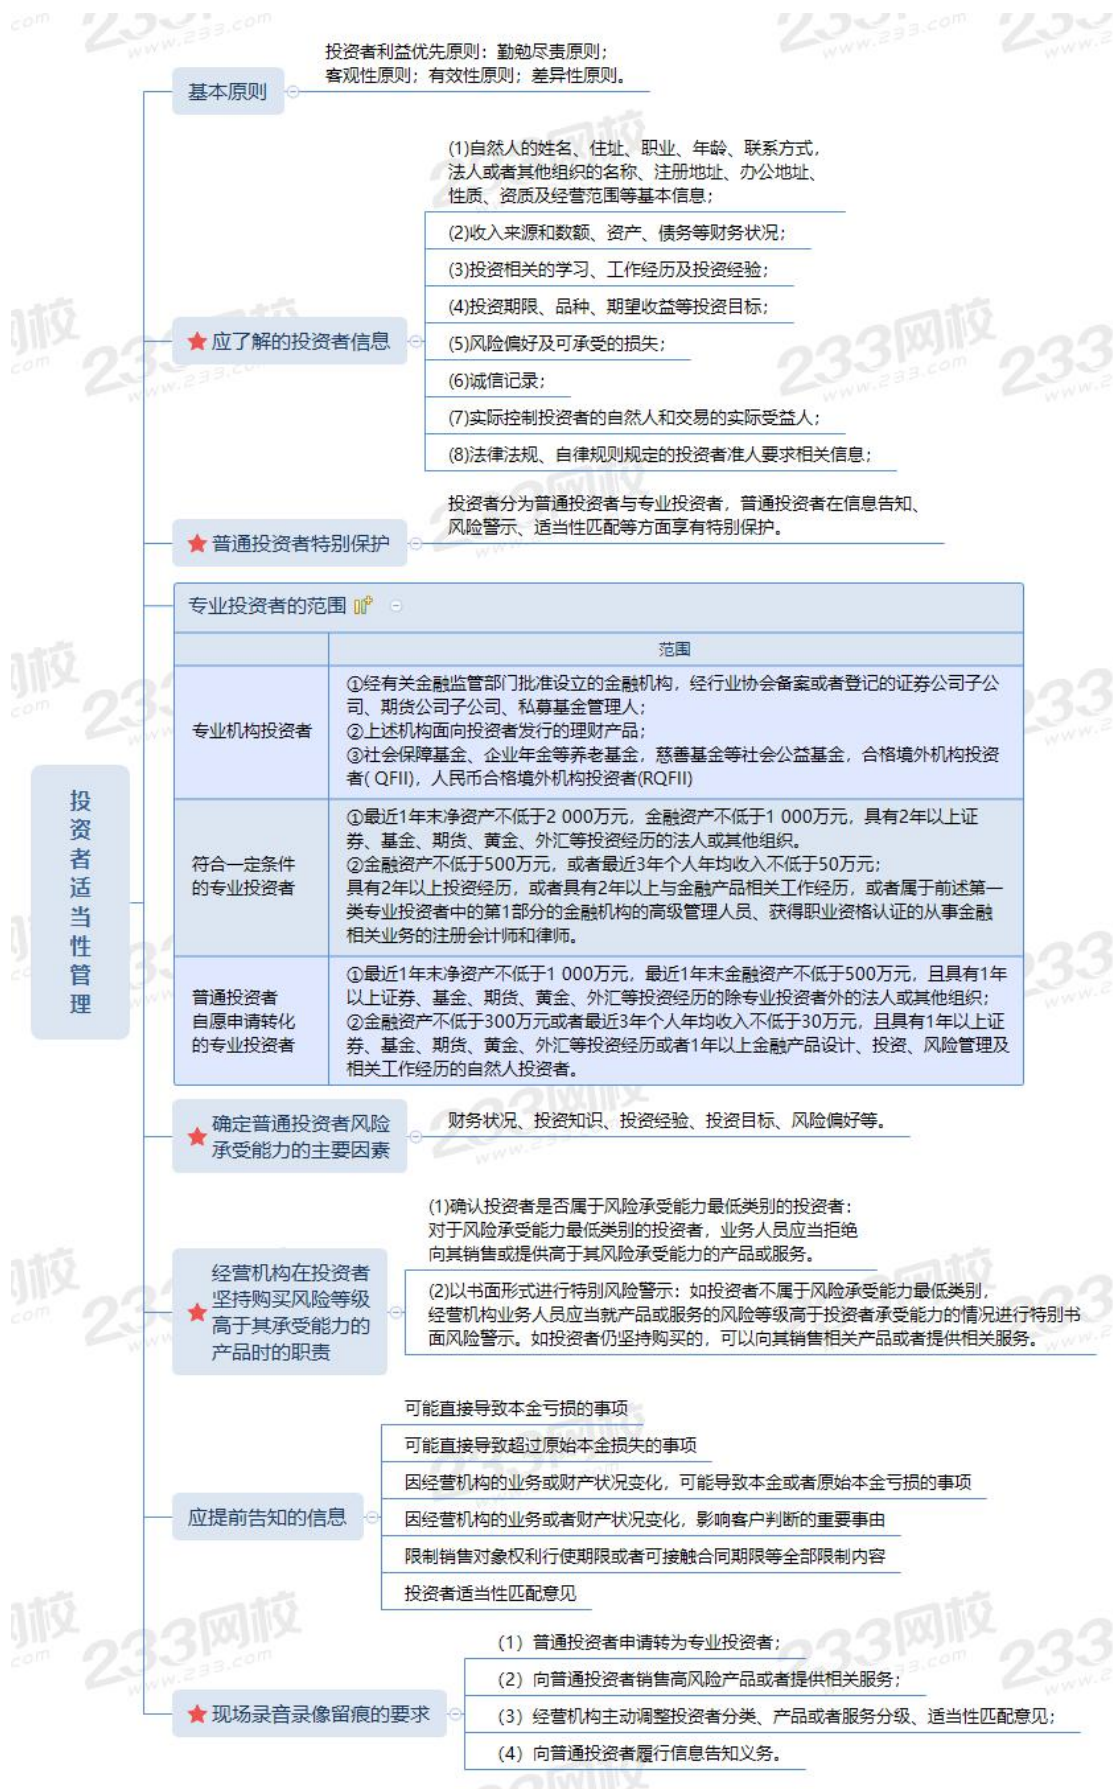 投资者适当性管理
基本原则
投资者利益优先原则：勤勉尽责原则；
客观性原则；有效性原则；差异性原则。
应了解的投资者信息
(1)自然人的姓名、住址、职业、年龄、联系方式，
法人或者其他组织的名称、注册地址、办公地址、
性质、资质及经营范围等基本信息；
(2)收入来源和数额、资产、债务等财务状况；
(3)投资相关的学习、工作经历及投资经验；
(4)投资期限、品种、期望收益等投资目标；
(5)风险偏好及可承受的损失；
(6)诚信记录；
(7)实际控制投资者的自然人和交易的实际受益人；
(8)法律法规、自律规则规定的投资者准人要求相关信息；
普通投资者特别保护
投资者分为普通投资者与专业投资者，普通投资者在信息告知、
风险警示、适当性匹配等方面享有特别保护。
专业投资者的范围
范围
专业机构投资者
①经有关金融监管部门批准设立的金融机构，经行业协会备案或者登记的证券公司子公
司、期货公司子公司、私募基金管理人；
②上述机构面向投资者发行的理财产品；
③社会保障基金、企业年金等养老基金，慈善基金等社会公益基金，合格境外机构投资
者( QFII)，人民币合格境外机构投资者(RQFII)
符合一定条件
的专业投资者
①最近1年末净资产不低于2 000万元，金融资产不低于1 000万元，具有2年以上证
券、基金、期货、黄金、外汇等投资经历的法人或其他组织。
②金融资产不低于500万元，或者最近3年个人年均收入不低于50万元；
具有2年以上投资经历，或者具有2年以上与金融产品相关工作经历，或者属于前述第一
类专业投资者中的第1部分的金融机构的高级管理人员、获得职业资格认证的从事金融
相关业务的注册会计师和律师。
普通投资者
自愿申请转化
的专业投资者
①最近1年末净资产不低于1 000万元，最近1年末金融资产不低于500万元，且具有1年
以上证券、基金、期货、黄金、外汇等投资经历的除专业投资者外的法人或其他组织；
②金融资产不低于300万元或者最近3年个人年均收入不低于30万元，且具有1年以上证
券、基金、期货、黄金、外汇等投资经历或者1年以上金融产品设计、投资、风险管理及
相关工作经历的自然人投资者。
确定普通投资者风险
承受能力的主要因素
财务状况、投资知识、投资经验、投资目标、风险偏好等。
经营机构在投资者
坚持购买风险等级
高于其承受能力的
产品时的职责
(1)确认投资者是否属于风险承受能力最低类别的投资者：
对于风险承受能力最低类别的投资者，业务人员应当拒绝
向其销售或提供高于其风险承受能力的产品或服务。
(2)以书面形式进行特别风险警示：如投资者不属于风险承受能力最低类别，
经营机构业务人员应当就产品或服务的风险等级高于投资者承受能力的情况进行特别书
面风险警示。如投资者仍坚持购买的，可以向其销售相关产品或者提供相关服务。
应提前告知的信息
可能直接导致本金亏损的事项
可能直接导致超过原始本金损失的事项
因经营机构的业务或财产状况变化，可能导致本金或者原始本金亏损的事项
因经营机构的业务或者财产状况变化，影响客户判断的重要事由
限制销售对象权利行使期限或者可接触合同期限等全部限制内容
投资者适当性匹配意见
现场录音录像留痕的要求
（1）普通投资者申请转为专业投资者；
（2）向普通投资者销售高风险产品或者提供相关服务；
（3）经营机构主动调整投资者分类、产品或者服务分级、适当性匹配意见；
（4）向普通投资者履行信息告知义务。
233网校
www.233.com